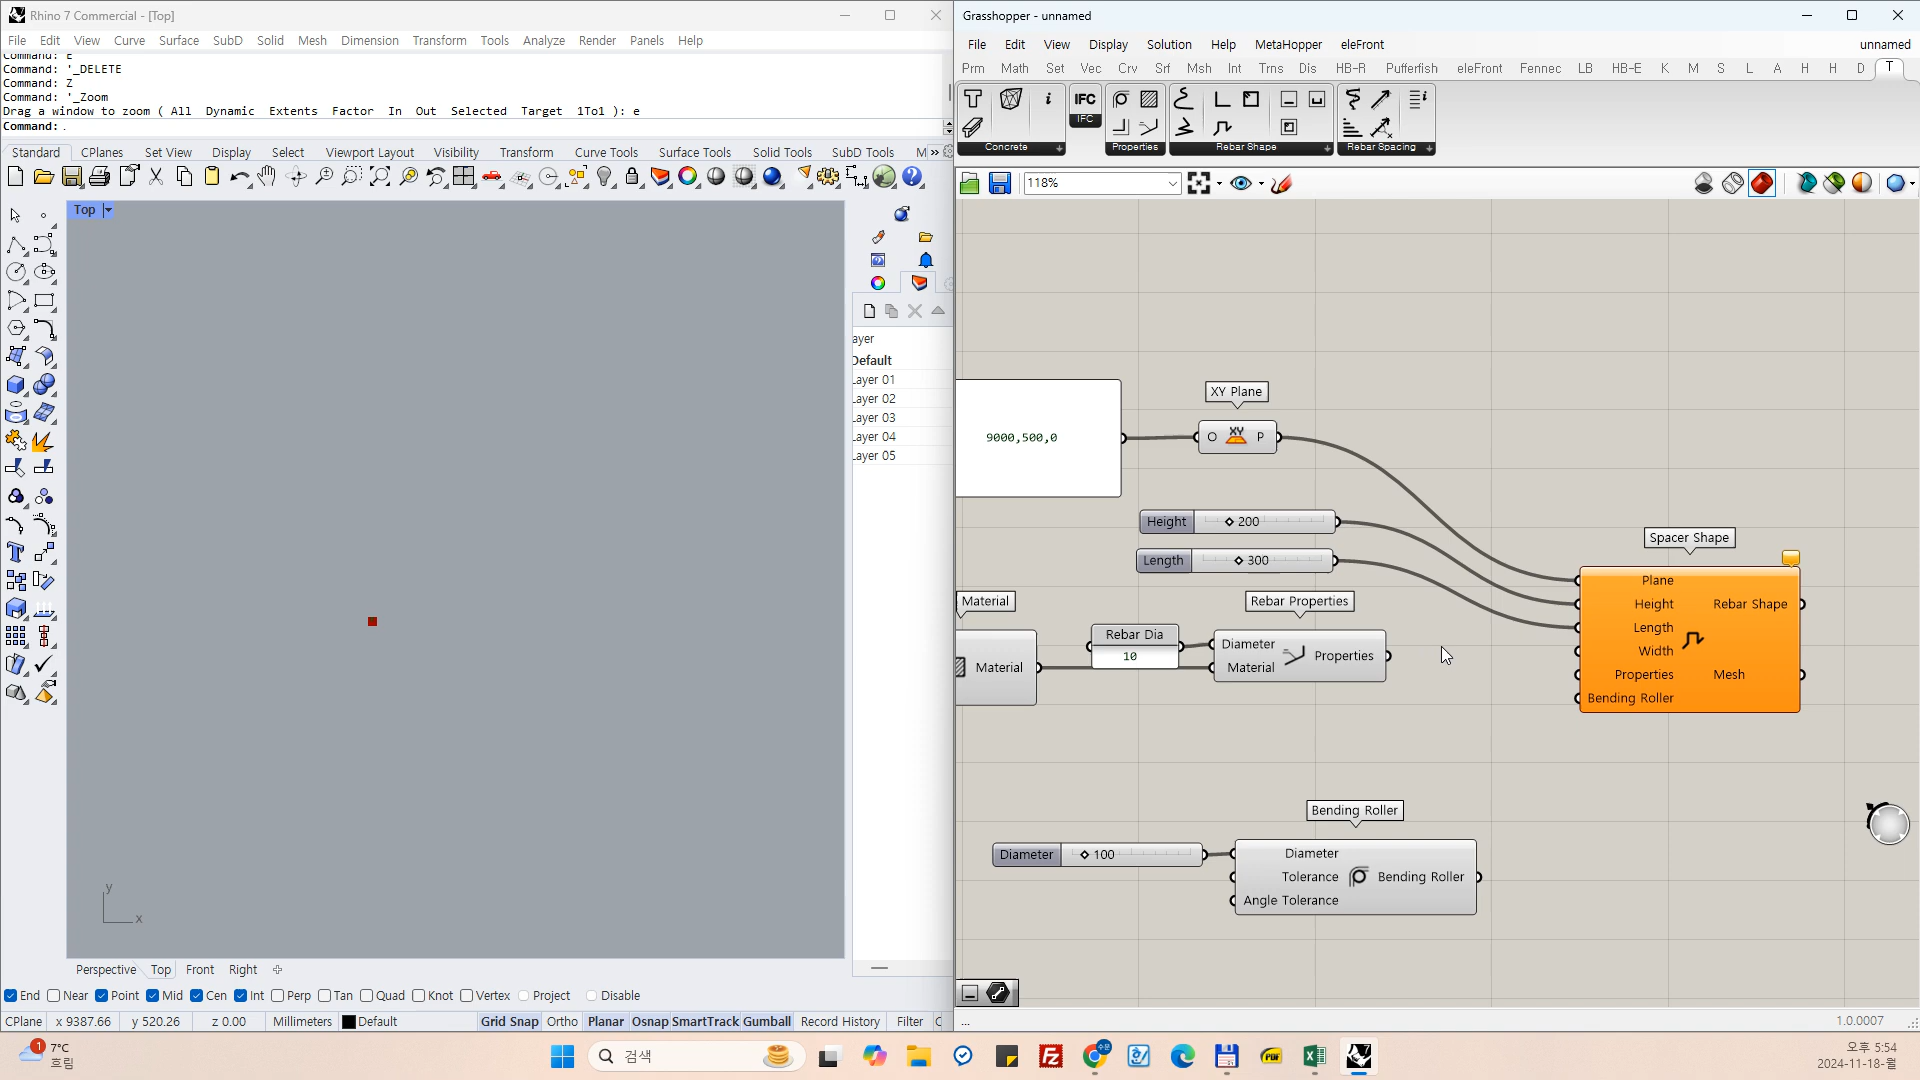 Rhino 7 Commercial - [Top]
File Edit View Curve Surface SubD Solid Mesh Dimension Transform Tools Analyze Render Panels Help
Command: E
Command: '_DELETE
Command: Z
Command: '_Zoom
Drag a window to zoom ( All Dynamic Extents Factor In Out Selected Target 1To1 ): e
Command: .
Standard CPlanes Set View Display Select Viewport Layout Visibility Transform Curve Tools Surface Tools Solid Tools SubD Tools M »
Top
ayer
Default
Layer 01
Layer 02
Layer 03
Layer 04
Layer 05
y
x
Perspective Top Front Right
End Near Point Mid Cen Int Perp Tan Quad Knot Vertex Project Disable
CPlane x 9387.66 y 520.26 z 0.00 Millimeters Default Grid Snap Ortho Planar Osnap SmartTrack Gumball Record History Filter C
Grasshopper - unnamed
File Edit View Display Solution Help MetaHopper eleFront unnamed
Prm Math Set Vec Crv Srf Msh Int Trns Dis HB-R Pufferfish eleFront Fennec LB HB-E K M S L A H H D T
IFC
IFC
Concrete Properties Rebar Shape Rebar Spacing
118%
XY Plane
9000,500,0
O XY P
Height 200
Length 300
Material
Rebar Properties
Rebar Dia
10
Material
Diameter
Material
Properties
Spacer Shape
Plane
Height
Length
Width
Properties
Bending Roller
Rebar Shape
Mesh
Bending Roller
Diameter 100
Diameter
Tolerance
Angle Tolerance
Bending Roller
...
1.0.0007
1
7°C
흐림
검색
수문
PDF
오후 5:54
2024-11-18-월